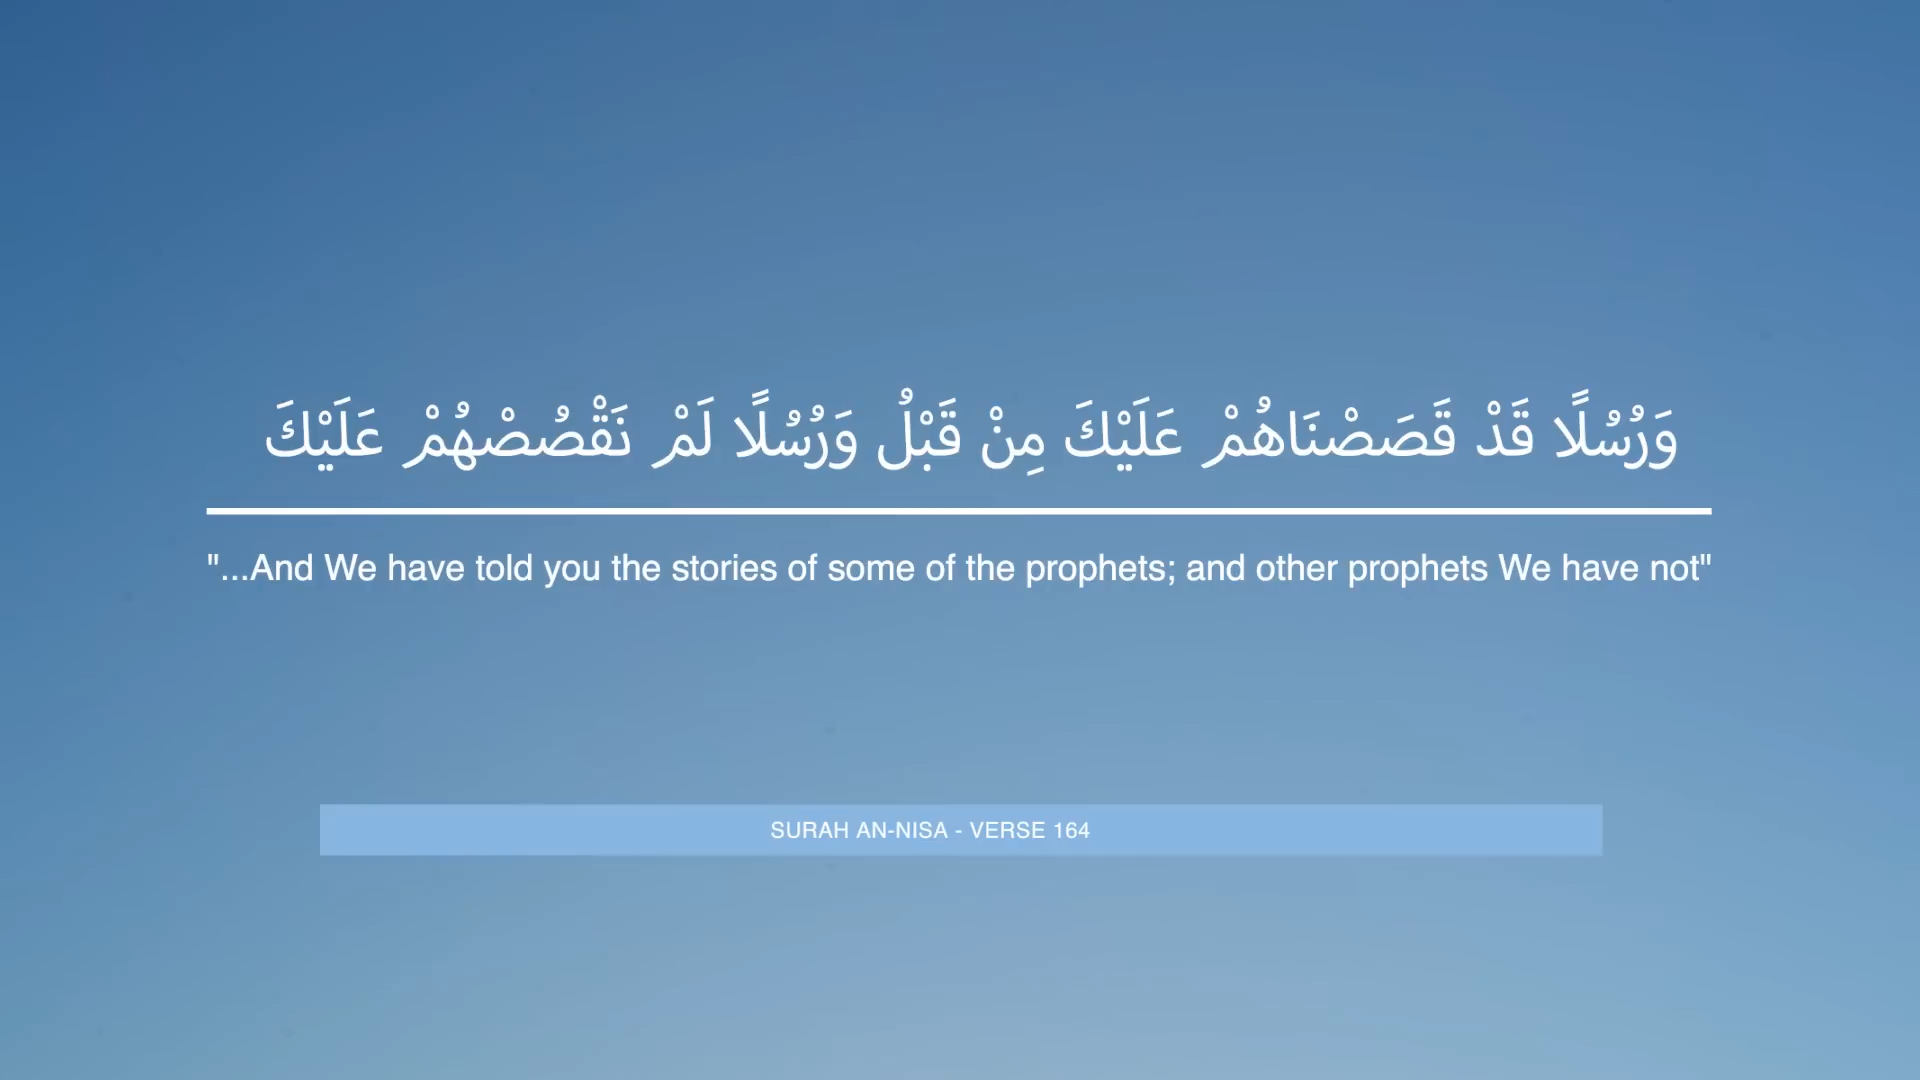 وَرُسُلًا قَدْ قَصَصْنَاهُمْ عَلَيْكَ مِنْ قَبْلُ وَرُسُلًا لَمْ نَقْصُصْهُمْ عَلَيْكَ
"...And We have told you the stories of some of the prophets; and other prophets We have not"
SURAH AN-NISA - VERSE 164